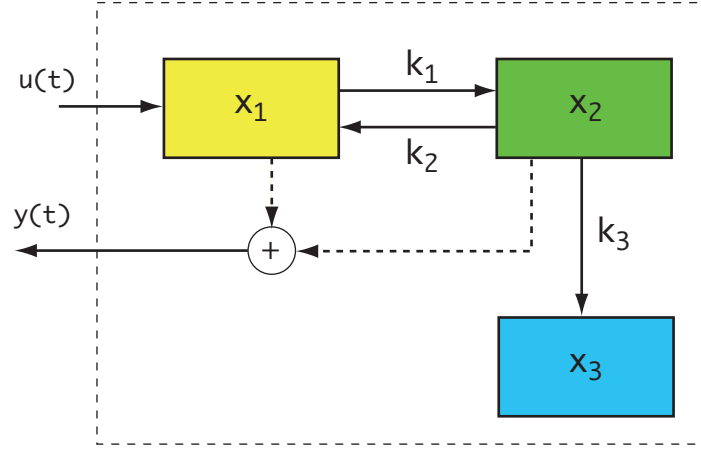 u(t)
x₁
k₁
x₂
k₂
y(t)
+
k₃
x₃